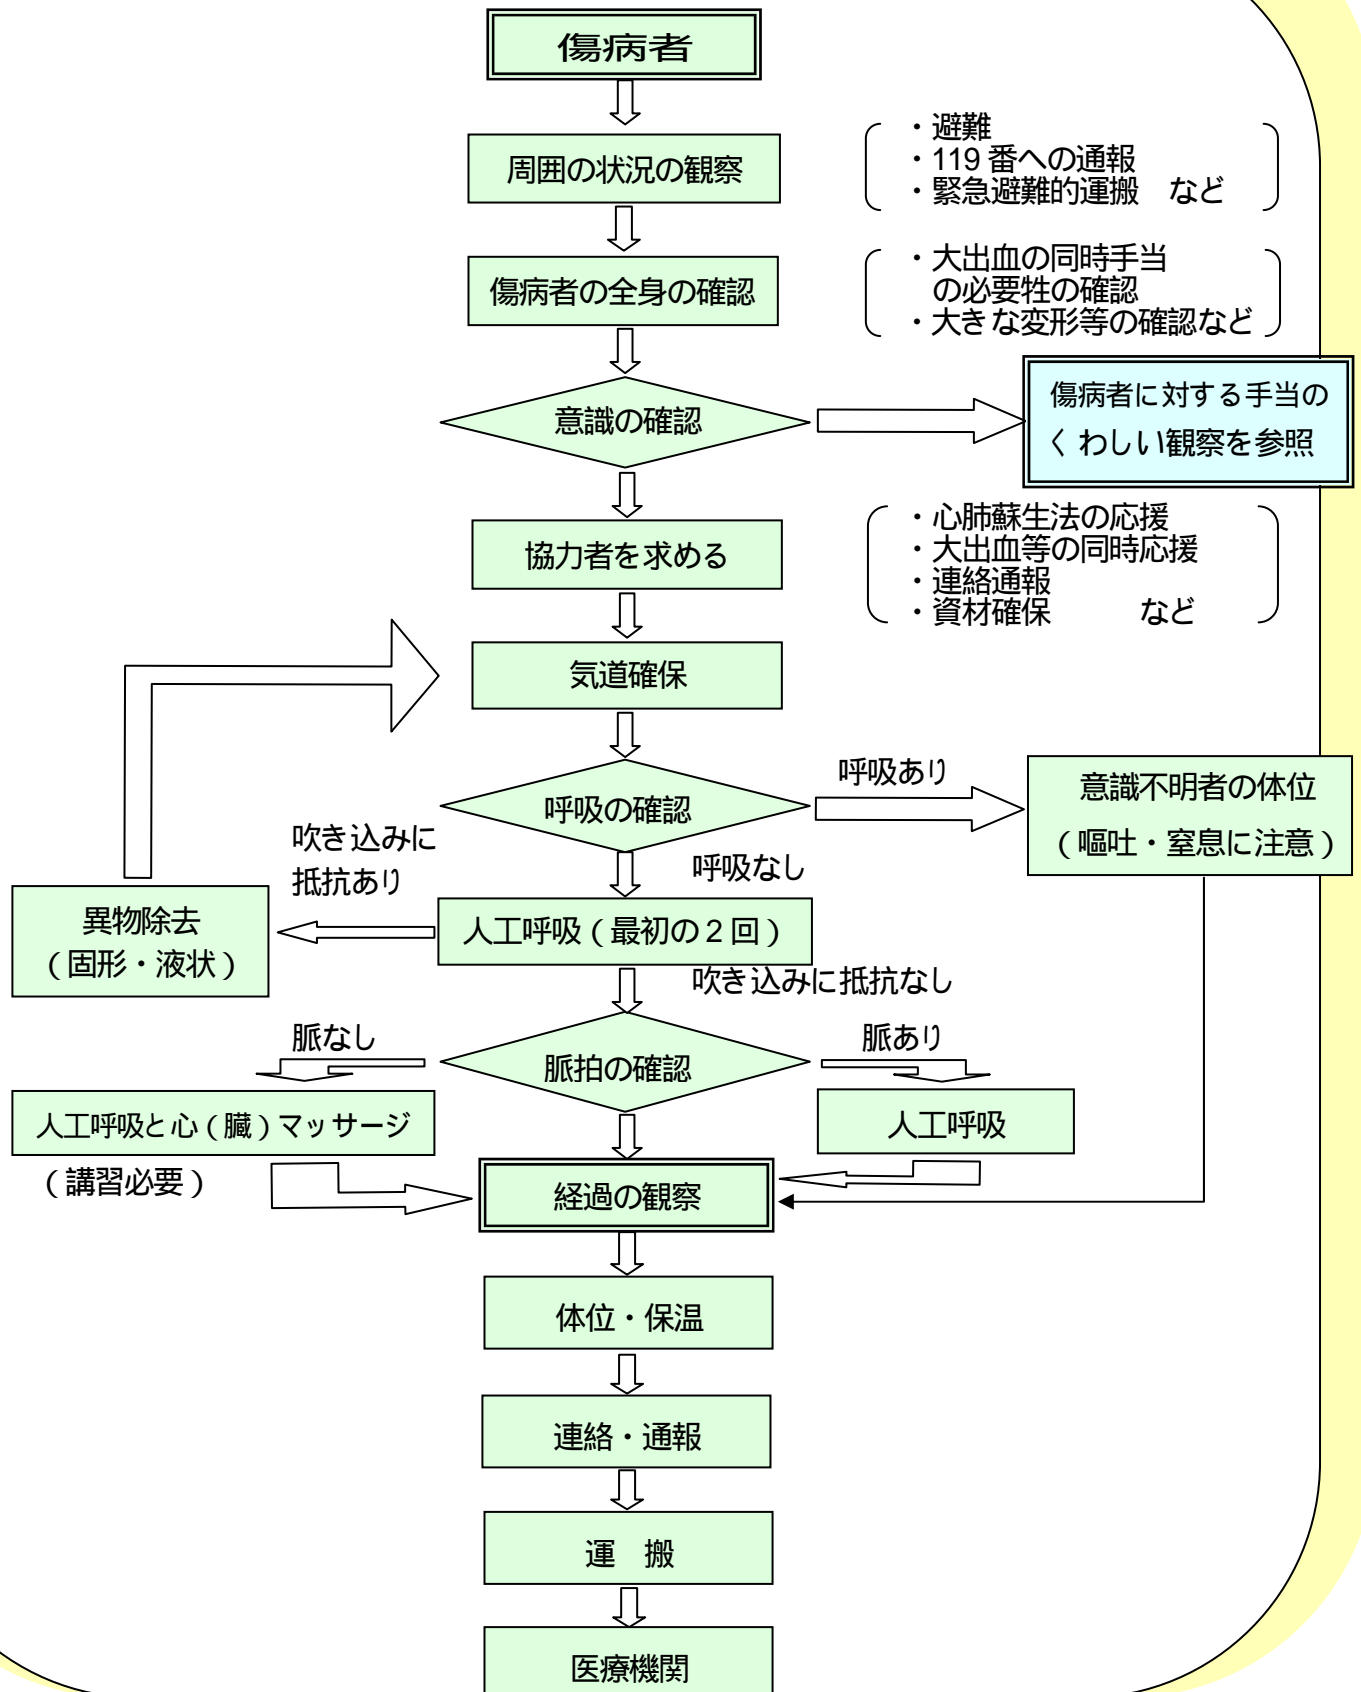 傷病者
周囲の状況の観察
・避難
・119番への通報
・緊急避難的運搬　など
傷病者の全身の確認
・大出血の同時手当
の必要牲の確認
・大きな変形等の確認など
意識の確認
傷病者に対する手当の
くわしい観察を参照
協力者を求める
・心肺蘇生法の応援
・大出血等の同時応援
・連絡通報
・資材確保　　　など
気道確保
呼吸の確認
呼吸あり
意識不明者の体位
（嘔吐・窒息に注意）
吹き込みに
抵抗あり
呼吸なし
異物除去
（固形・液状）
人工呼吸（最初の２回）
吹き込みに抵抗なし
脈なし
脈拍の確認
脈あり
人工呼吸と心（臓）マッサージ
（講習必要）
人工呼吸
経過の観察
体位・保温
連絡・通報
運　搬
医療機関